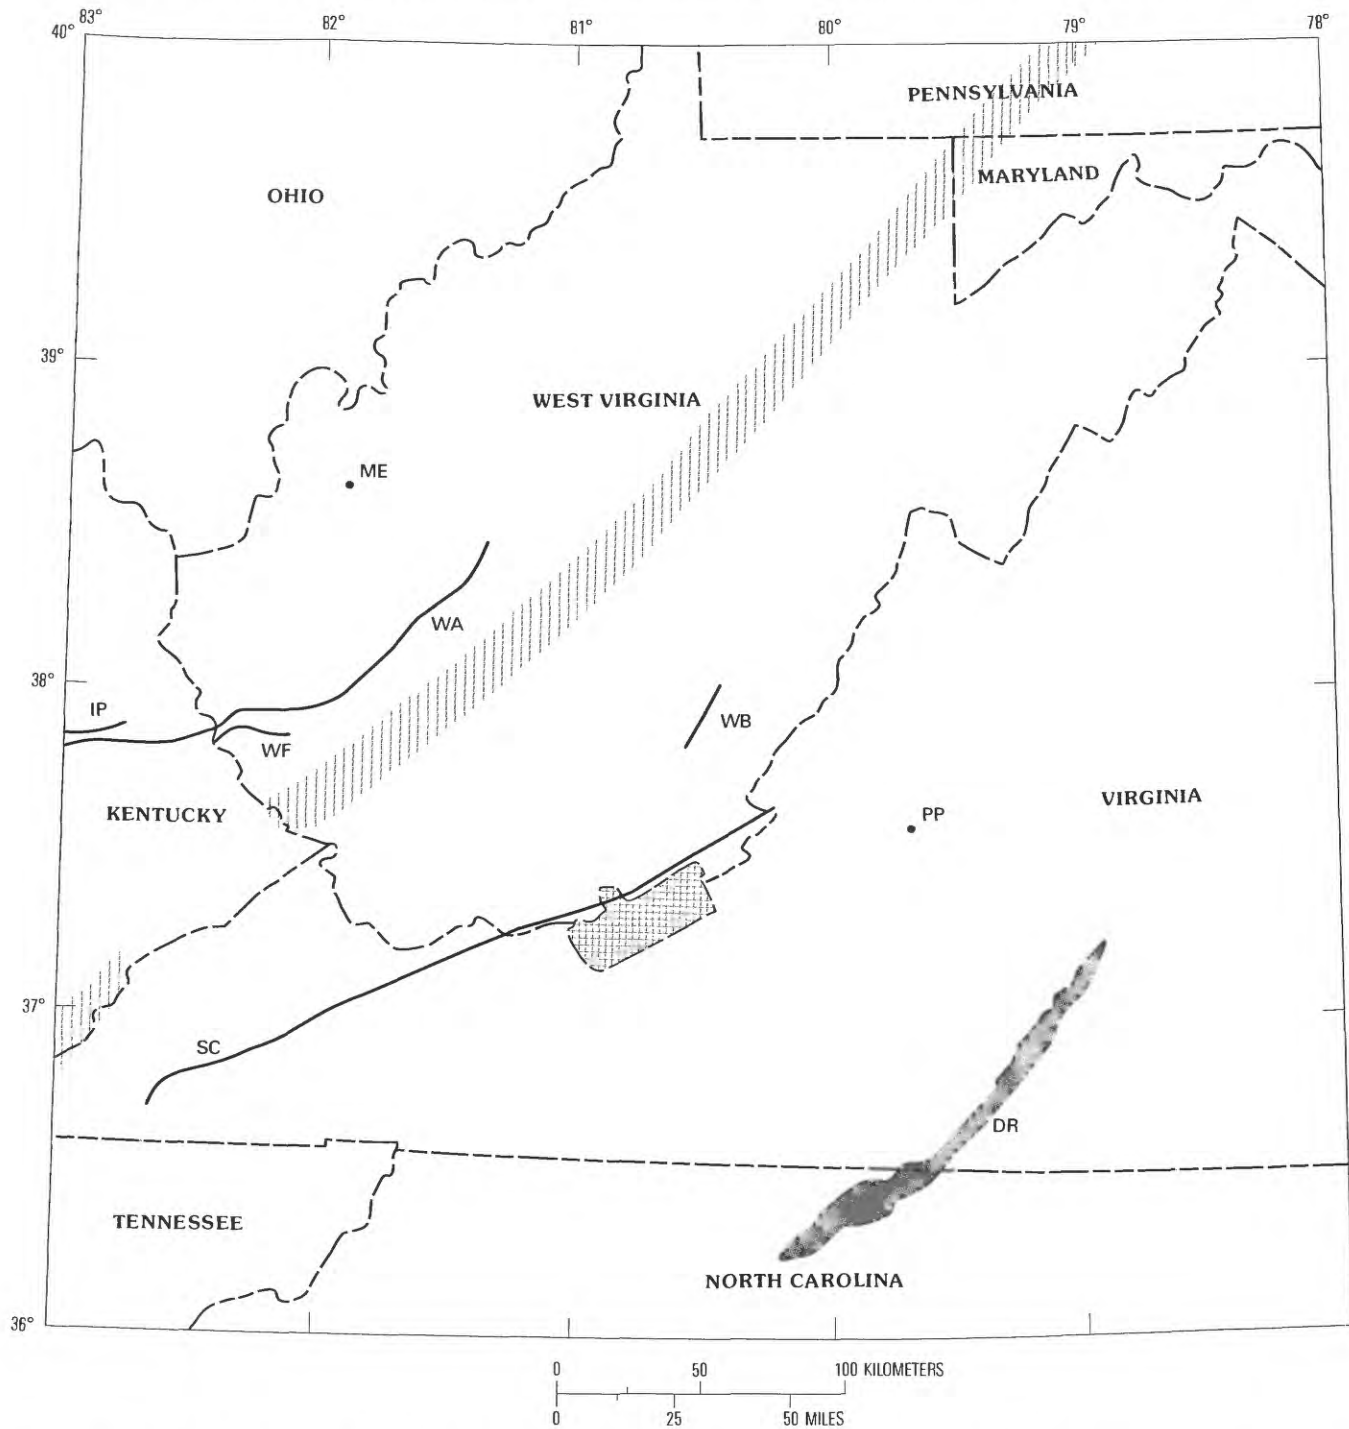 83° 82° 81° 80° 79° 78°
40°
PENNSYLVANIA
OHIO
MARYLAND
39°
WEST VIRGINIA
ME
WA
38°
IP
WB
WF
KENTUCKY
VIRGINIA
PP
37°
SC
DR
TENNESSEE
NORTH CAROLINA
36°
0 50 100 KILOMETERS
0 25 50 MILES